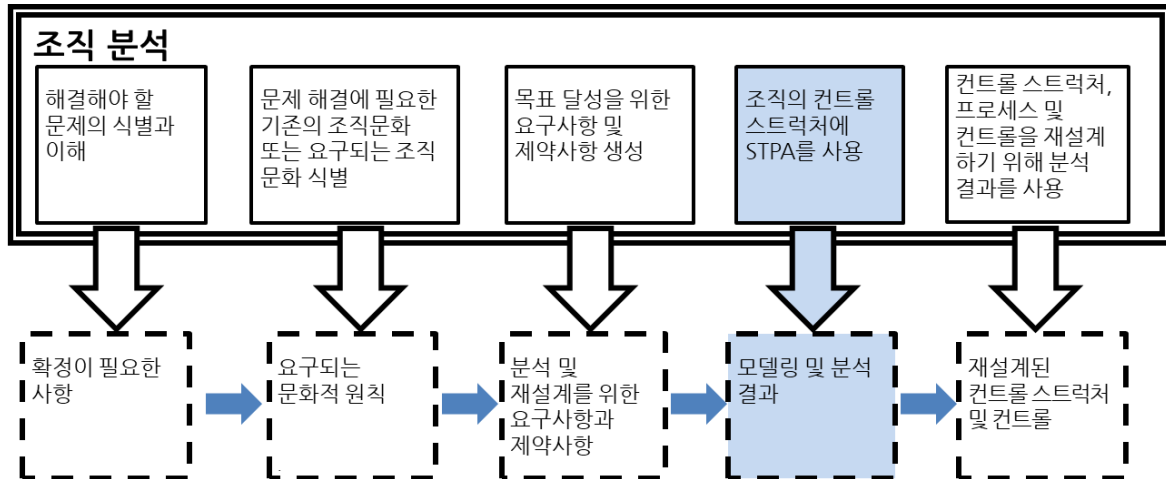 조직 분석
해결해야 할
문제의 식별과
이해
문제 해결에 필요한
기존의 조직문화
또는 요구되는 조직
문화 식별
목표 달성을 위한
요구사항 및
제약사항 생성
조직의 컨트롤
스트럭처에
STPA를 사용
컨트롤 스트럭처,
프로세스 및
컨트롤을 재설계
하기 위해 분석
결과를 사용
확정이 필요한
사항
요구되는
문화적 원칙
.
분석 및
재설계를 위한
요구사항과
제약사항
모델링 및 분석
결과
재설계된
컨트롤 스트럭처
및 컨트롤